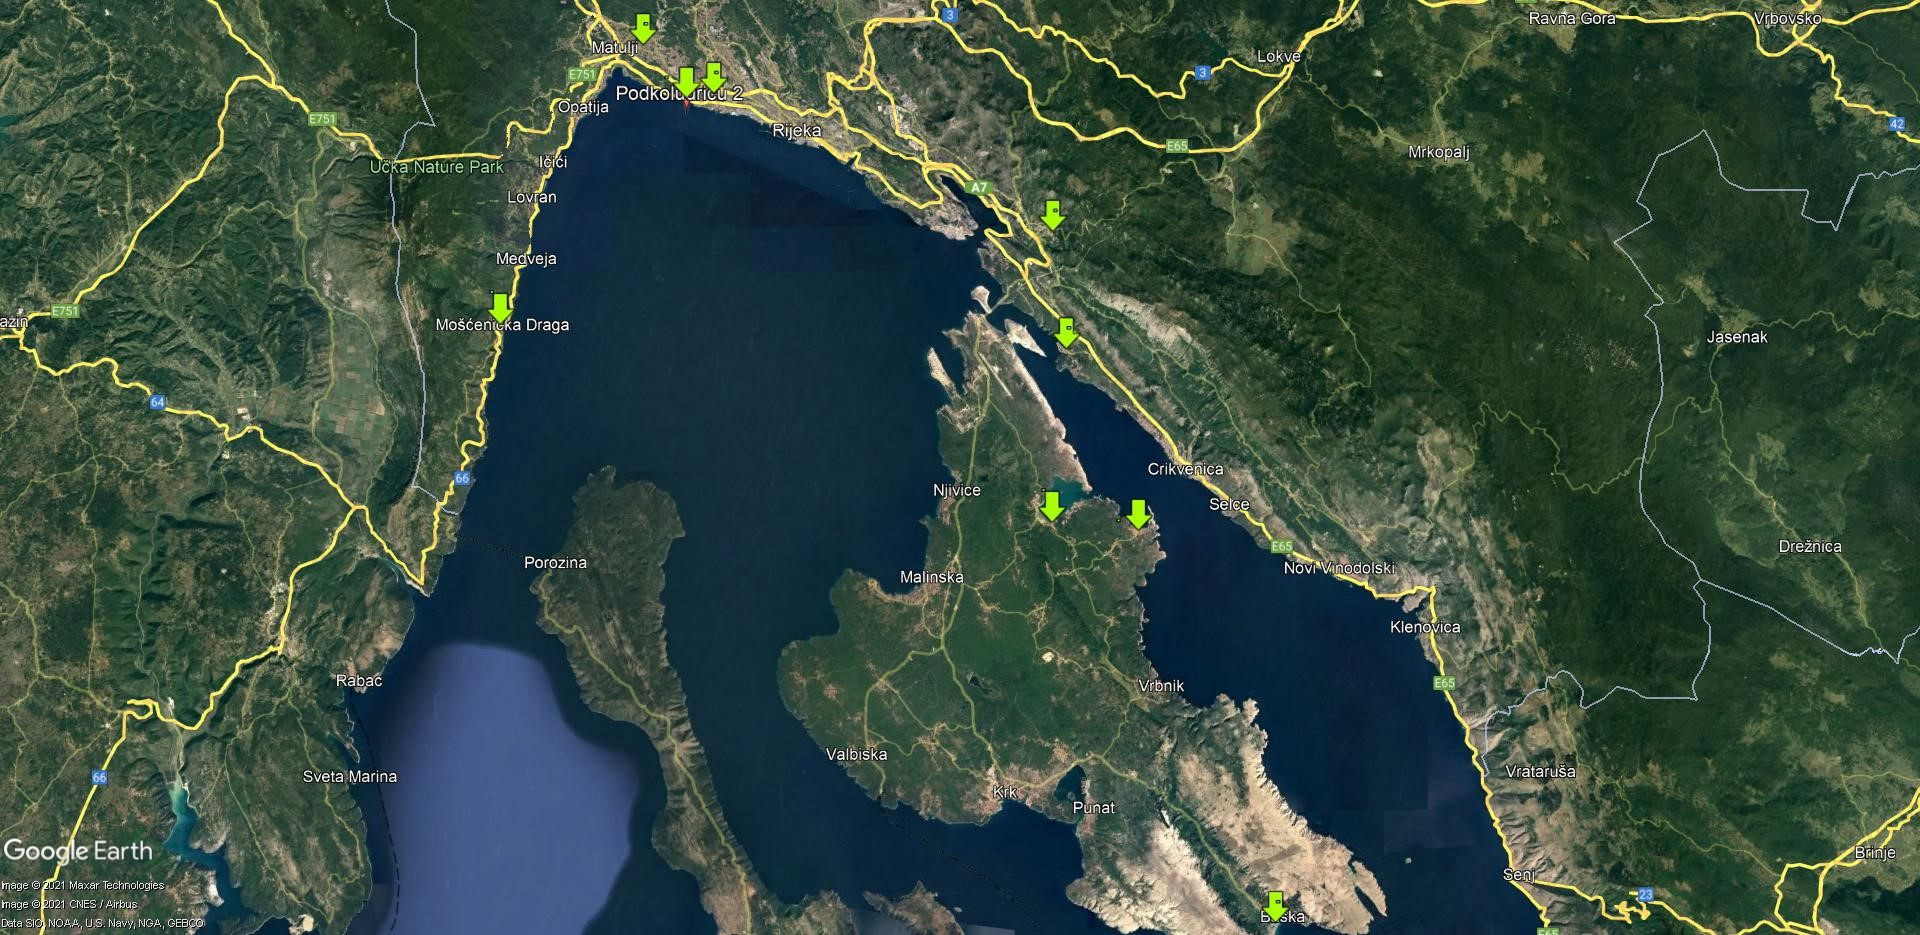 3
Ravna Gora
Vrbovsko
Matulji
Lokve
E751
3
Podkoludricu 2
Opatija
E751
42
Rijeka
E65
Mrkopalj
Ičići
Učka Nature Park
A7
Lovran
Medveja
E751
Mošćenička Draga
Jasenak
64
Crikvenica
66
Njivice
Selce
E65
Drežnica
Porozina
Malinska
Novi Vinodolski
Klenovica
Rabac
E65
Vrbnik
Valbiska
66
Sveta Marina
Vrataruša
Krk
Punat
Google Earth
Brinje
Senj
Image © 2021 Maxar Technologies
23
Image © 2021 CNES / Airbus
Baška
Data SIO, NOAA, U.S. Navy, NGA, GEBCO
E65